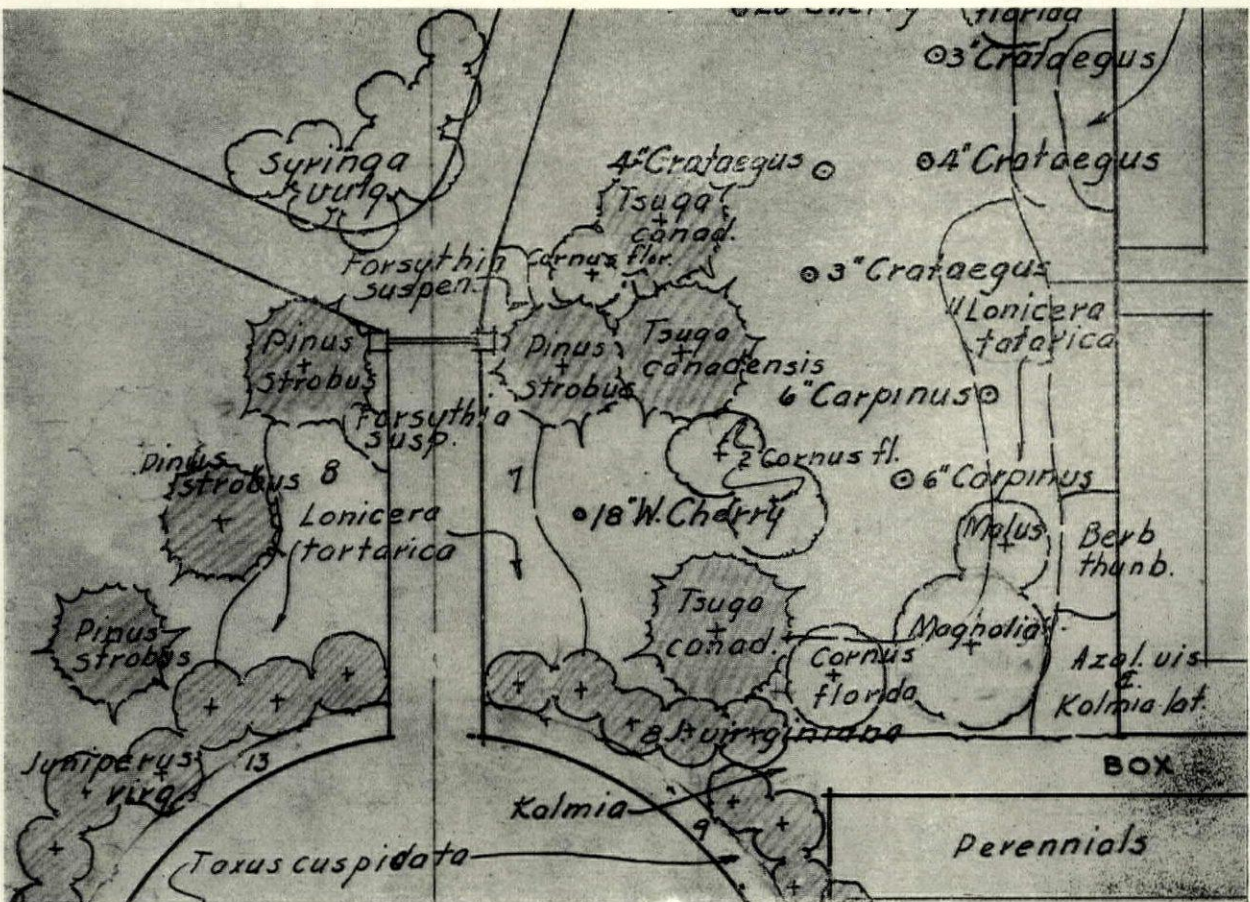 Cherry
florida
3" Crataegus
Syringa
vulg.
4" Crataegus
4" Crataegus
Tsuga
canad.
Forsythia
suspen.
Cornus flor.
3" Crataegus
Lonicera
tatarica
Pinus
strobus
Pinus
strobus
Tsuga
canadensis
6" Carpinus
Forsythia
susp.
Pinus
strobus
8
7
2 Cornus fl.
6" Carpinus
Lonicera
tartarica
18" W. Cherry
Malus
Berb
thunb.
Pinus
strobus
Tsuga
canad.
Magnolia
Cornus
florida
Azal. vis
&
Kolmia lat.
8 J. virginiana
Juniperus
virg.
13
BOX
Kolmia
9
Perennials
Taxus cuspidata